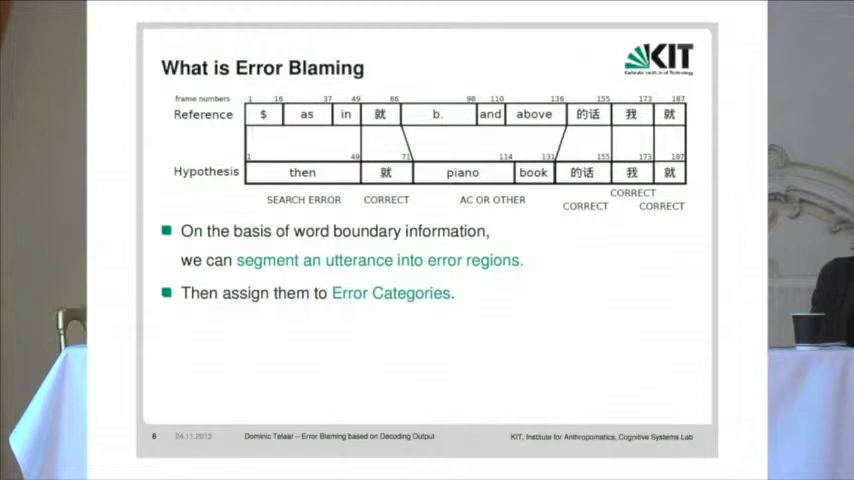 What is Error Blaming
KIT
Karlsruhe Institute of Technology
frame numbers 1 16 37 49 66 98 110 136 155 173 187
Reference $ as in 就 b. and above 的话 我 就
1 49 71 114 131 155 173 187
Hypothesis then 就 piano book 的话 我 就
SEARCH ERROR CORRECT AC OR OTHER CORRECT CORRECT CORRECT
On the basis of word boundary information,
we can segment an utterance into error regions.
Then assign them to Error Categories.
8 24.11.2013 Dominic Telaar – Error Blaming based on Decoding Output KIT, Institute for Anthropomatics, Cognitive Systems Lab